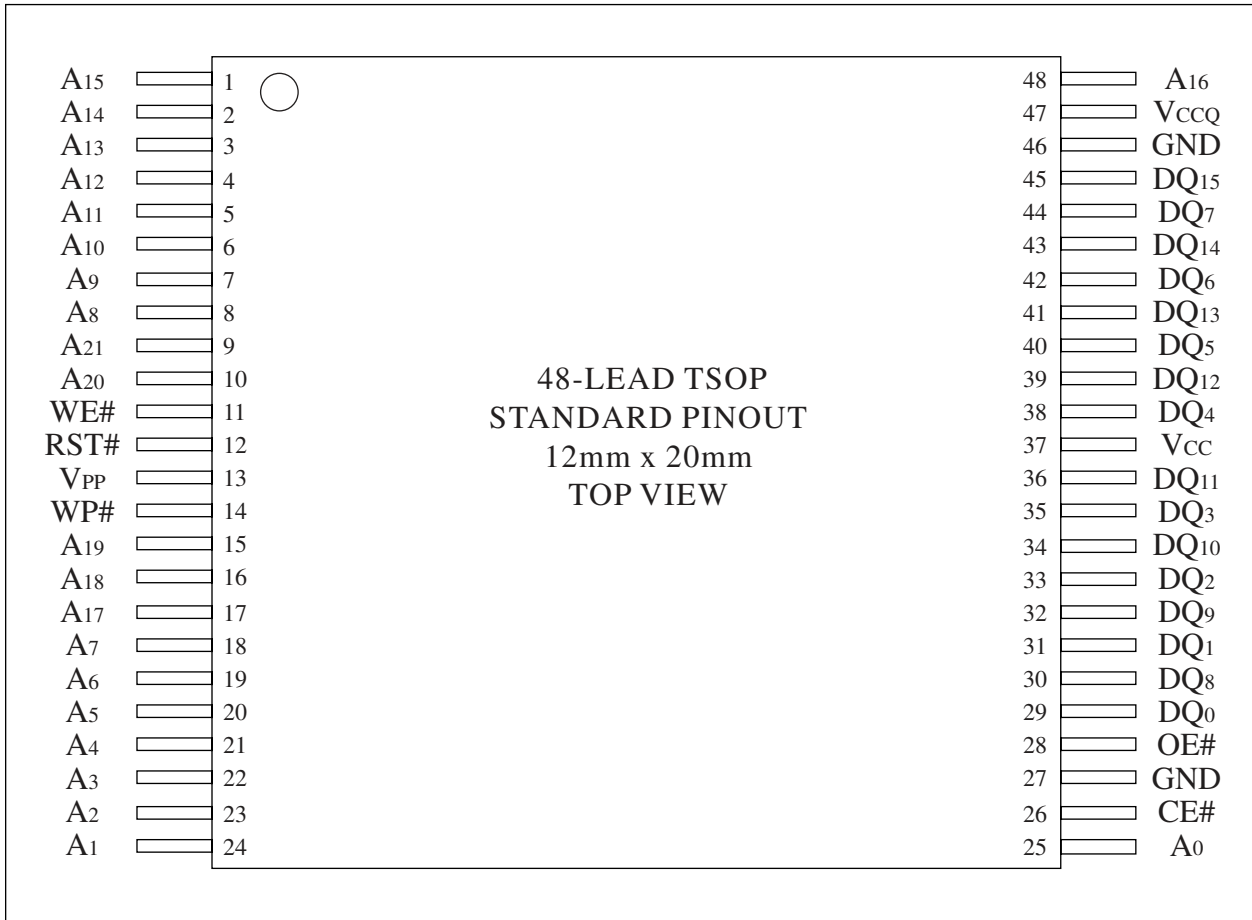 A15 1 48 A16
A14 2 47 VCCQ
A13 3 46 GND
A12 4 45 DQ15
A11 5 44 DQ7
A10 6 43 DQ14
A9 7 42 DQ6
A8 8 41 DQ13
A21 9 40 DQ5
A20 10 39 DQ12
WE# 11 38 DQ4
RST# 12 37 VCC
VPP 13 36 DQ11
WP# 14 35 DQ3
A19 15 34 DQ10
A18 16 33 DQ2
A17 17 32 DQ9
A7 18 31 DQ1
A6 19 30 DQ8
A5 20 29 DQ0
A4 21 28 OE#
A3 22 27 GND
A2 23 26 CE#
A1 24 25 A0
48-LEAD TSOP
STANDARD PINOUT
12mm x 20mm
TOP VIEW